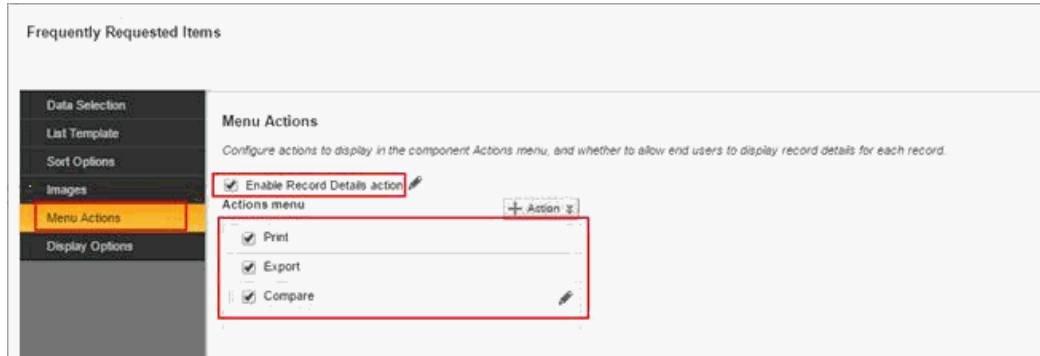 Frequently Requested Items
Data Selection
List Template
Sort Options
Images
Menu Actions
Display Options
Menu Actions
Configure actions to display in the component Actions menu, and whether to allow end users to display record details for each record.
Enable Record Details action
Actions menu
+ Action
Print
Export
Compare